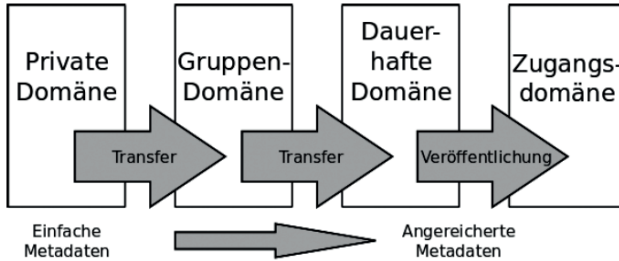 Private
Domäne
Gruppen-
Domäne
Dauer-
hafte
Domäne
Zugangs-
domäne
Transfer
Transfer
Veröffentlichung
Einfache
Metadaten
Angereicherte
Metadaten